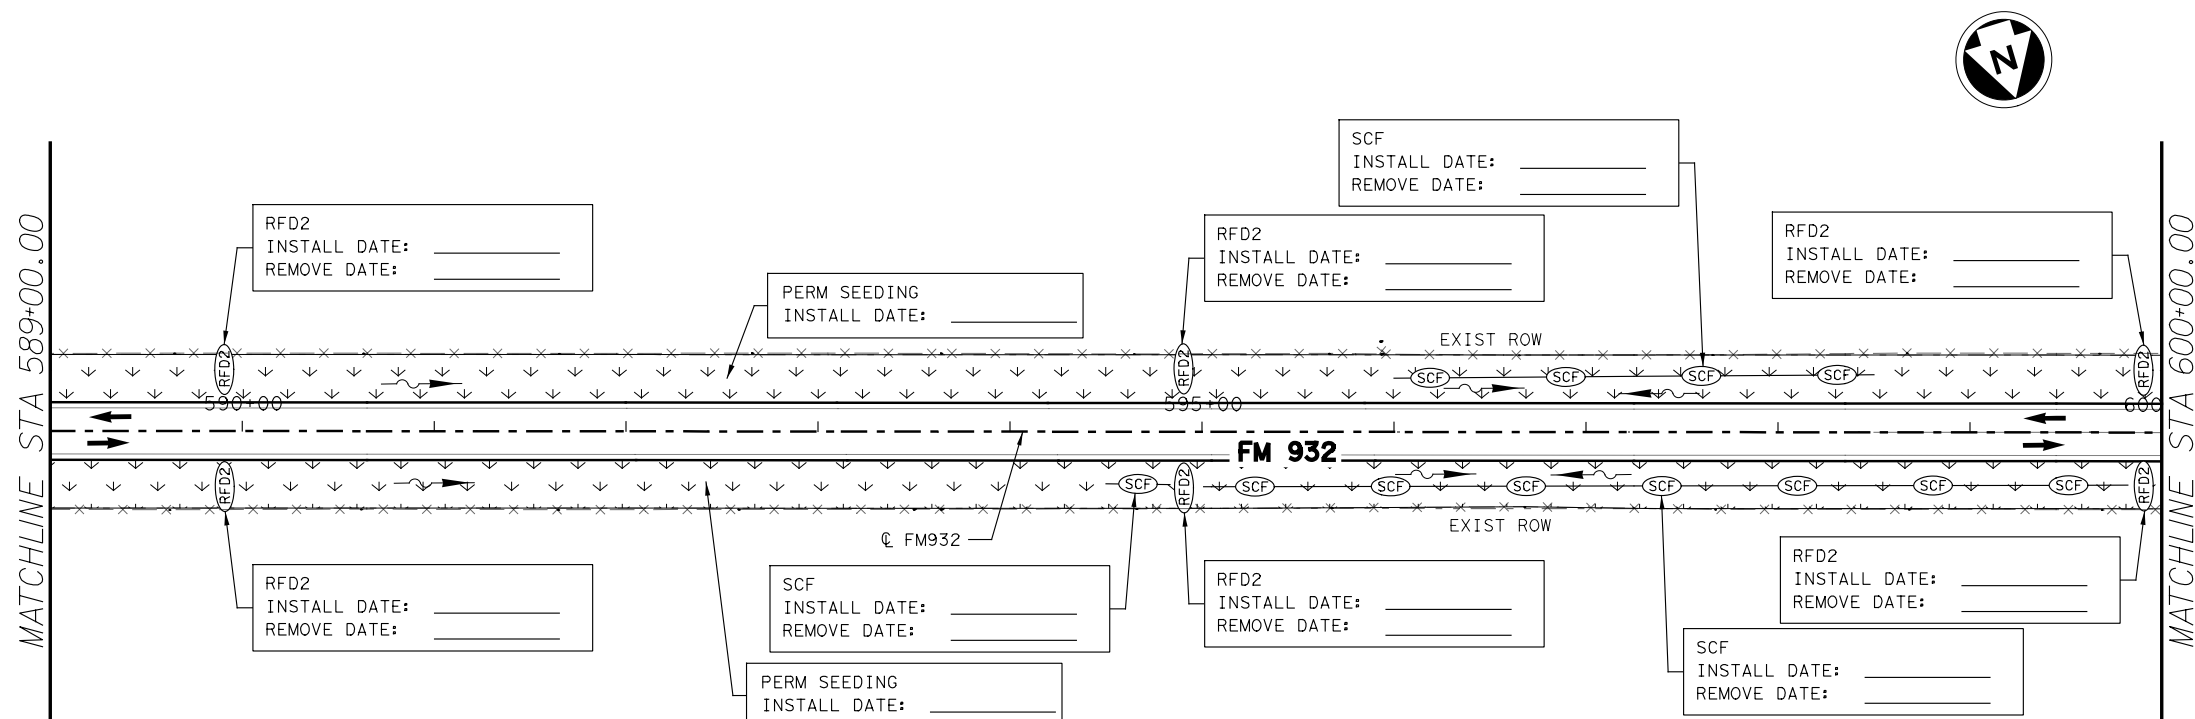 N
SCF
INSTALL DATE:
REMOVE DATE:
RFD2
INSTALL DATE:
REMOVE DATE:
RFD2
INSTALL DATE:
REMOVE DATE:
RFD2
INSTALL DATE:
REMOVE DATE:
PERM SEEDING
INSTALL DATE:
MATCHLINE STA 589+00.00
MATCHLINE STA 600+00.00
EXIST ROW
RFD2
RFD2
SCF
SCF
SCF
SCF
RFD2
590+00
595+00
600
FM 932
RFD2
SCF
RFD2
SCF
SCF
SCF
SCF
SCF
SCF
SCF
RFD2
EXIST ROW
℄ FM932
RFD2
INSTALL DATE:
REMOVE DATE:
SCF
INSTALL DATE:
REMOVE DATE:
RFD2
INSTALL DATE:
REMOVE DATE:
RFD2
INSTALL DATE:
REMOVE DATE:
PERM SEEDING
INSTALL DATE:
SCF
INSTALL DATE:
REMOVE DATE: